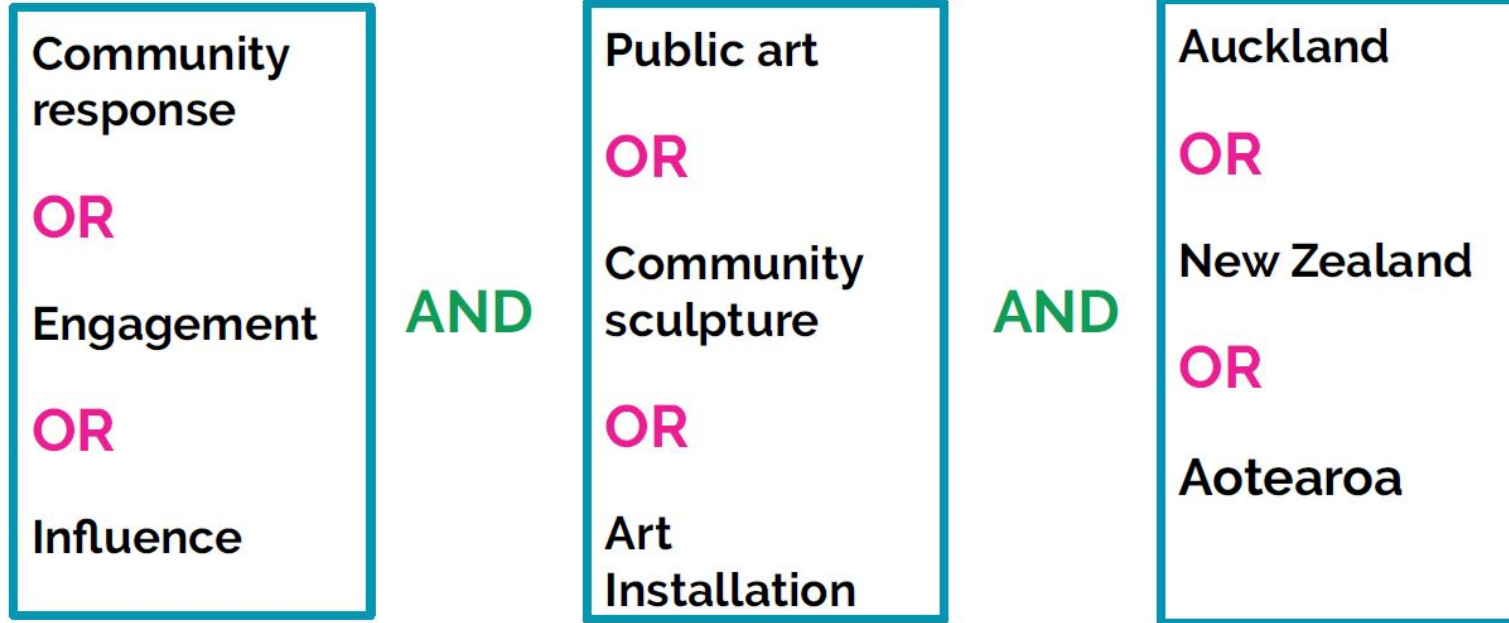 Community
response
OR
Engagement
OR
Influence
AND
Public art
OR
Community
sculpture
OR
Art
Installation
AND
Auckland
OR
New Zealand
OR
Aotearoa